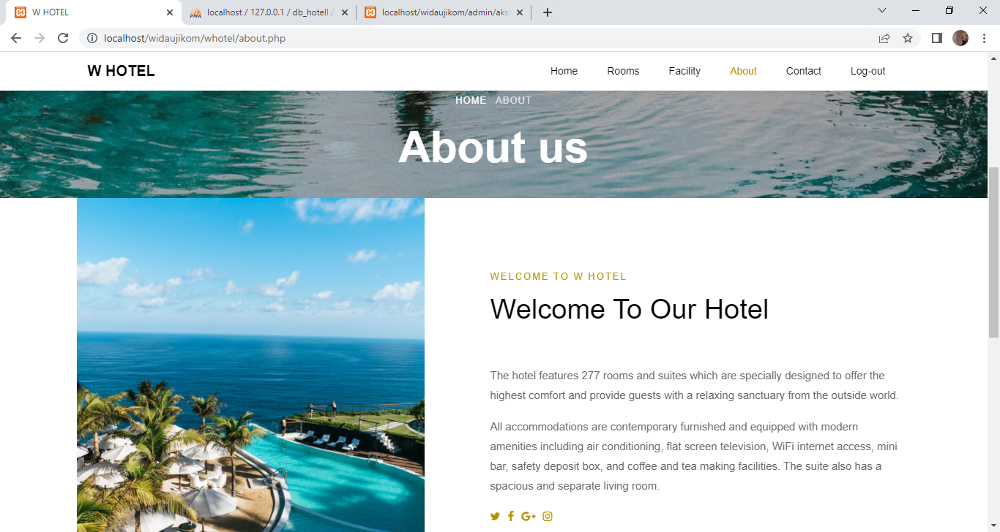 W HOTEL
localhost / 127.0.0.1 / db_hotell /
localhost/widaujikom/admin/aksi
localhost/widaujikom/whotel/about.php
W HOTEL
Home Rooms Facility About Contact Log-out
HOME ABOUT
About us
WELCOME TO W HOTEL
Welcome To Our Hotel
The hotel features 277 rooms and suites which are specially designed to offer the
highest comfort and provide guests with a relaxing sanctuary from the outside world.
All accommodations are contemporary furnished and equipped with modern
amenities including air conditioning, flat screen television, WiFi internet access, mini
bar, safety deposit box, and coffee and tea making facilities. The suite also has a
spacious and separate living room.